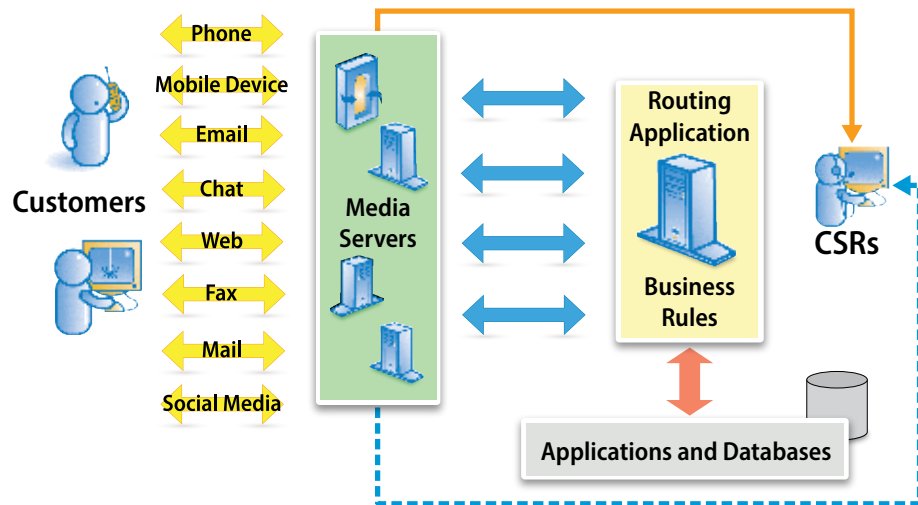 Customers
Phone
Mobile Device
Email
Chat
Web
Fax
Mail
Social Media
Media
Servers
Routing
Application
Business
Rules
Applications and Databases
CSRs